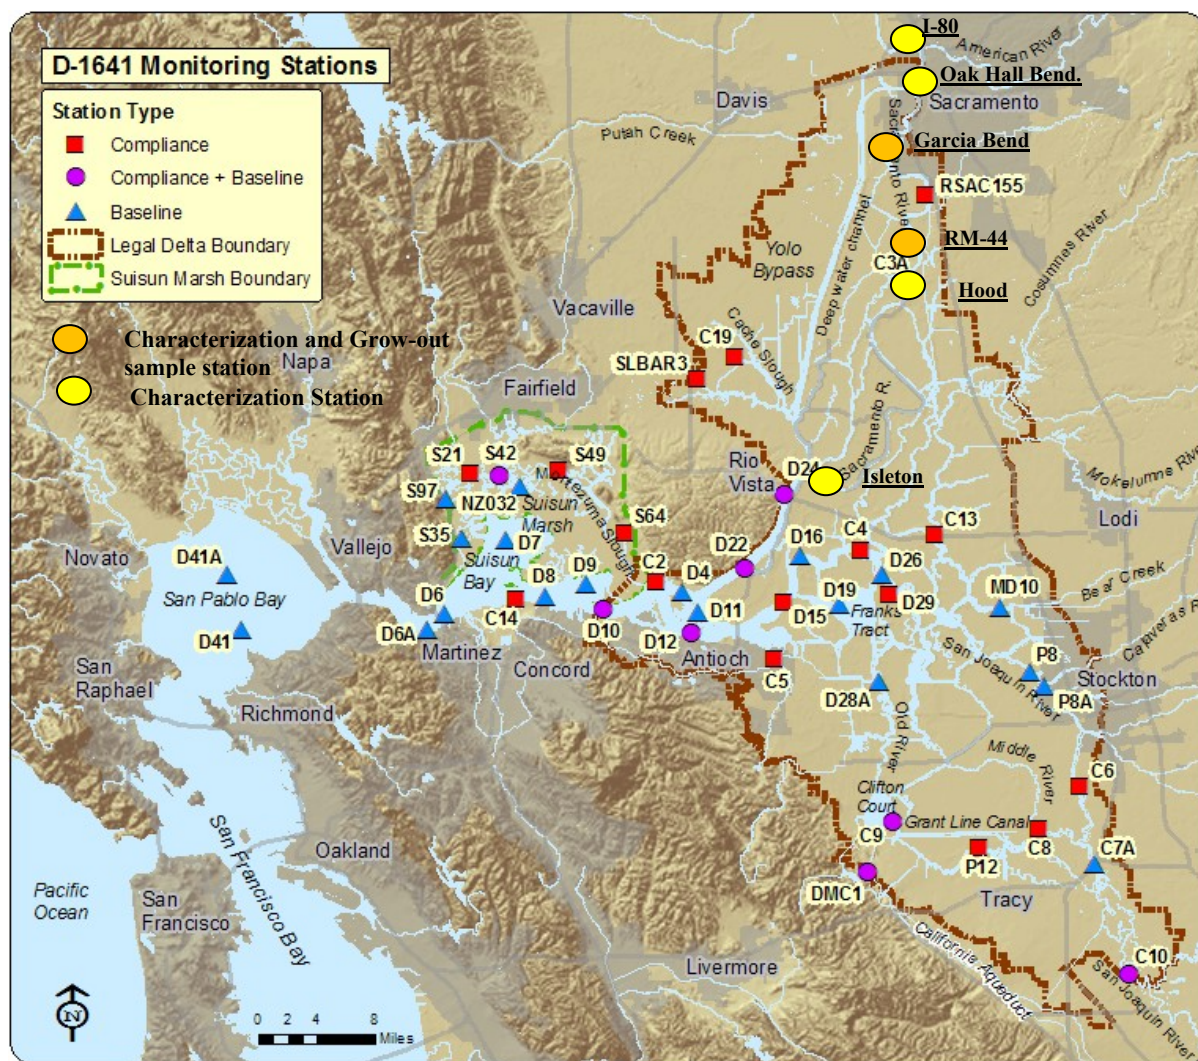 D-1641 Monitoring Stations
Station Type
Compliance
Compliance + Baseline
Baseline
Legal Delta Boundary
Suisun Marsh Boundary
Characterization and Grow-out
sample station
Characterization Station
I-80
American River
Oak Hall Bend.
Davis
Sacramento
Putah Creek
Sacramento River
Garcia Bend
RSAC155
Yolo
Bypass
Deep water channel
RM-44
C3A
Hood
Cosumnes River
Vacaville
Napa
C19
Cache Slough
SLBAR3
Fairfield
Sacramento R.
S21
S42
S49
Rio
Vista
D24
Isleton
Mokelumne River
S97
NZ032
Suisun
Marsh
Montezuma Slough
S64
Lodi
S35
D7
Suisun
Bay
Novato
D41A
Vallejo
San Pablo Bay
D41
D6
D6A
Martinez
C14
D8
D9
D10
Concord
C2
D4
D22
D11
D12
Antioch
D16
C4
C13
D26
D19
D29
D15
Franks
Tract
MD10
Bear Creek
Calaveras R
San Joaquin River
P8
P8A
Stockton
C5
D28A
Old River
Middle River
San
Raphael
Richmond
C6
Clifton
Court
C9
Grant Line Canal
C8
P12
C7A
DMC1
Tracy
San Francisco Bay
Oakland
Pacific
Ocean
San
Francisco
Livermore
California Aqueduct
C10
San Joaquin River
N
0 2 4 8
Miles